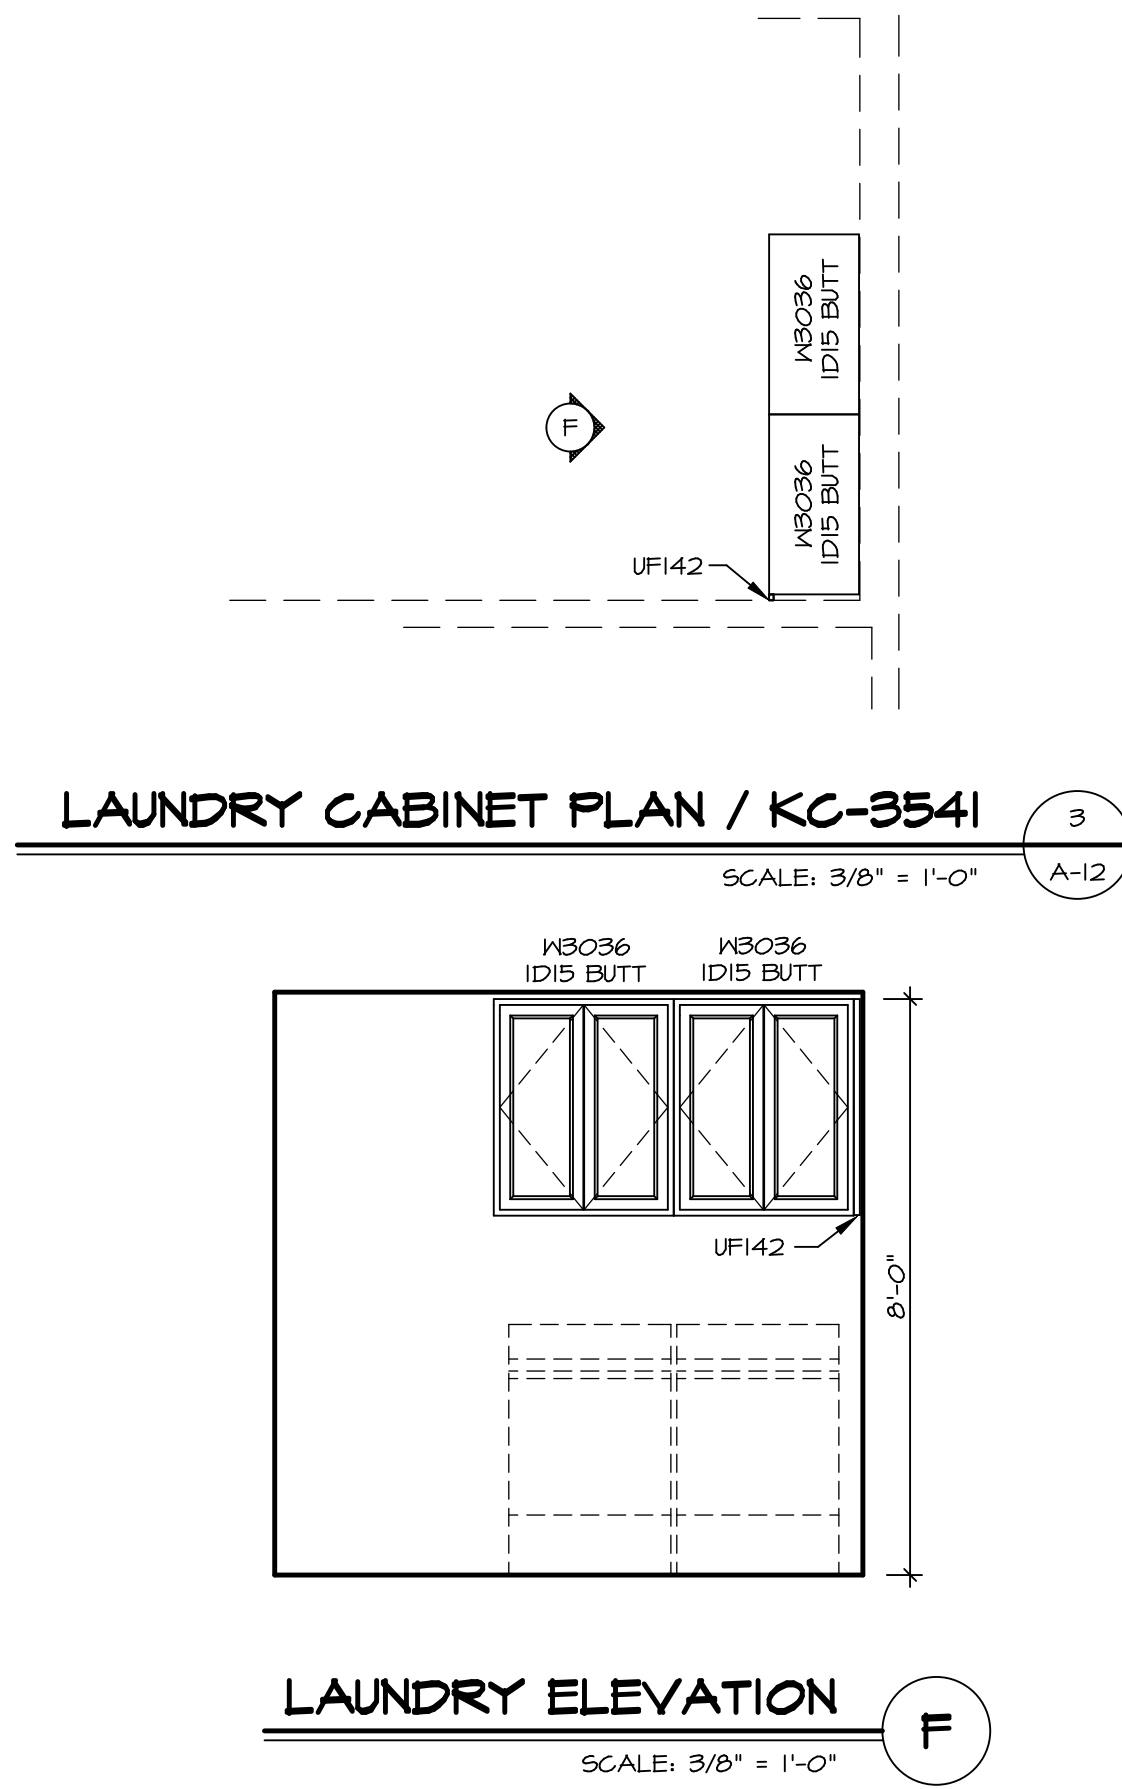 W3036
1D15 BUTT
W3036
1D15 BUTT
F
UF142
LAUNDRY CABINET PLAN / KC-3541
3
A-12
SCALE: 3/8" = 1'-0"
W3036
1D15 BUTT
W3036
1D15 BUTT
UF142
8'-0"
LAUNDRY ELEVATION
F
SCALE: 3/8" = 1'-0"